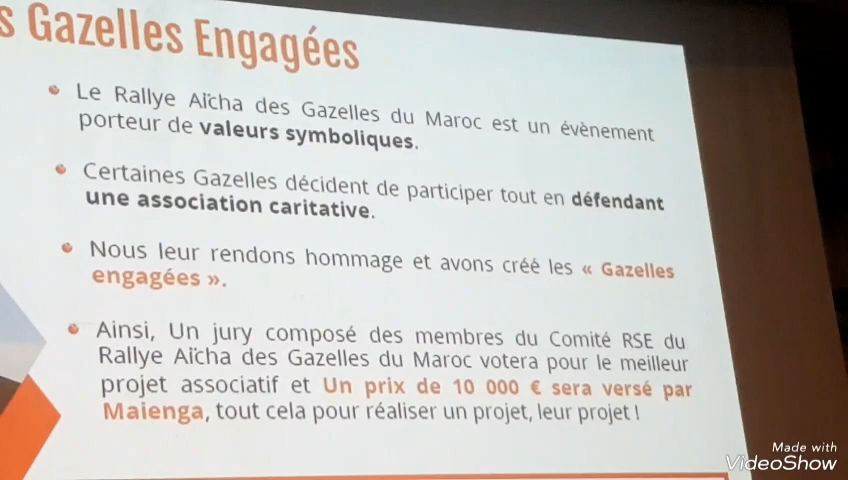 s Gazelles Engagées
Le Rallye Aïcha des Gazelles du Maroc est un évènement
porteur de valeurs symboliques.
Certaines Gazelles décident de participer tout en défendant
une association caritative.
Nous leur rendons hommage et avons créé les « Gazelles
engagées ».
Ainsi, Un jury composé des membres du Comité RSE du
Rallye Aïcha des Gazelles du Maroc votera pour le meilleur
projet associatif et Un prix de 10 000 € sera versé par
Maienga, tout cela pour réaliser un projet, leur projet !
Made with
VideoShow